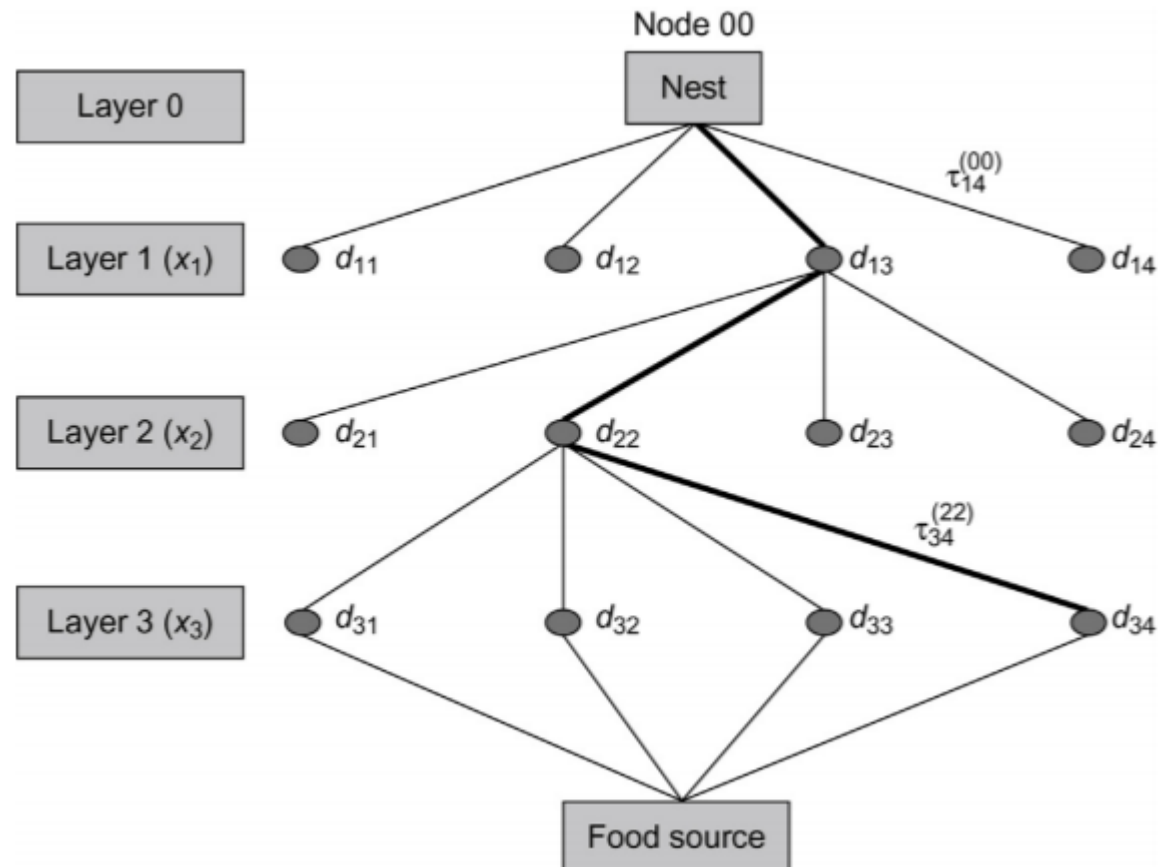 Node 00
Layer 0
Nest
τ₁₄⁽⁰⁰⁾
Layer 1 (x₁)
d₁₁
d₁₂
d₁₃
d₁₄
Layer 2 (x₂)
d₂₁
d₂₂
d₂₃
d₂₄
τ₃₄⁽²²⁾
Layer 3 (x₃)
d₃₁
d₃₂
d₃₃
d₃₄
Food source